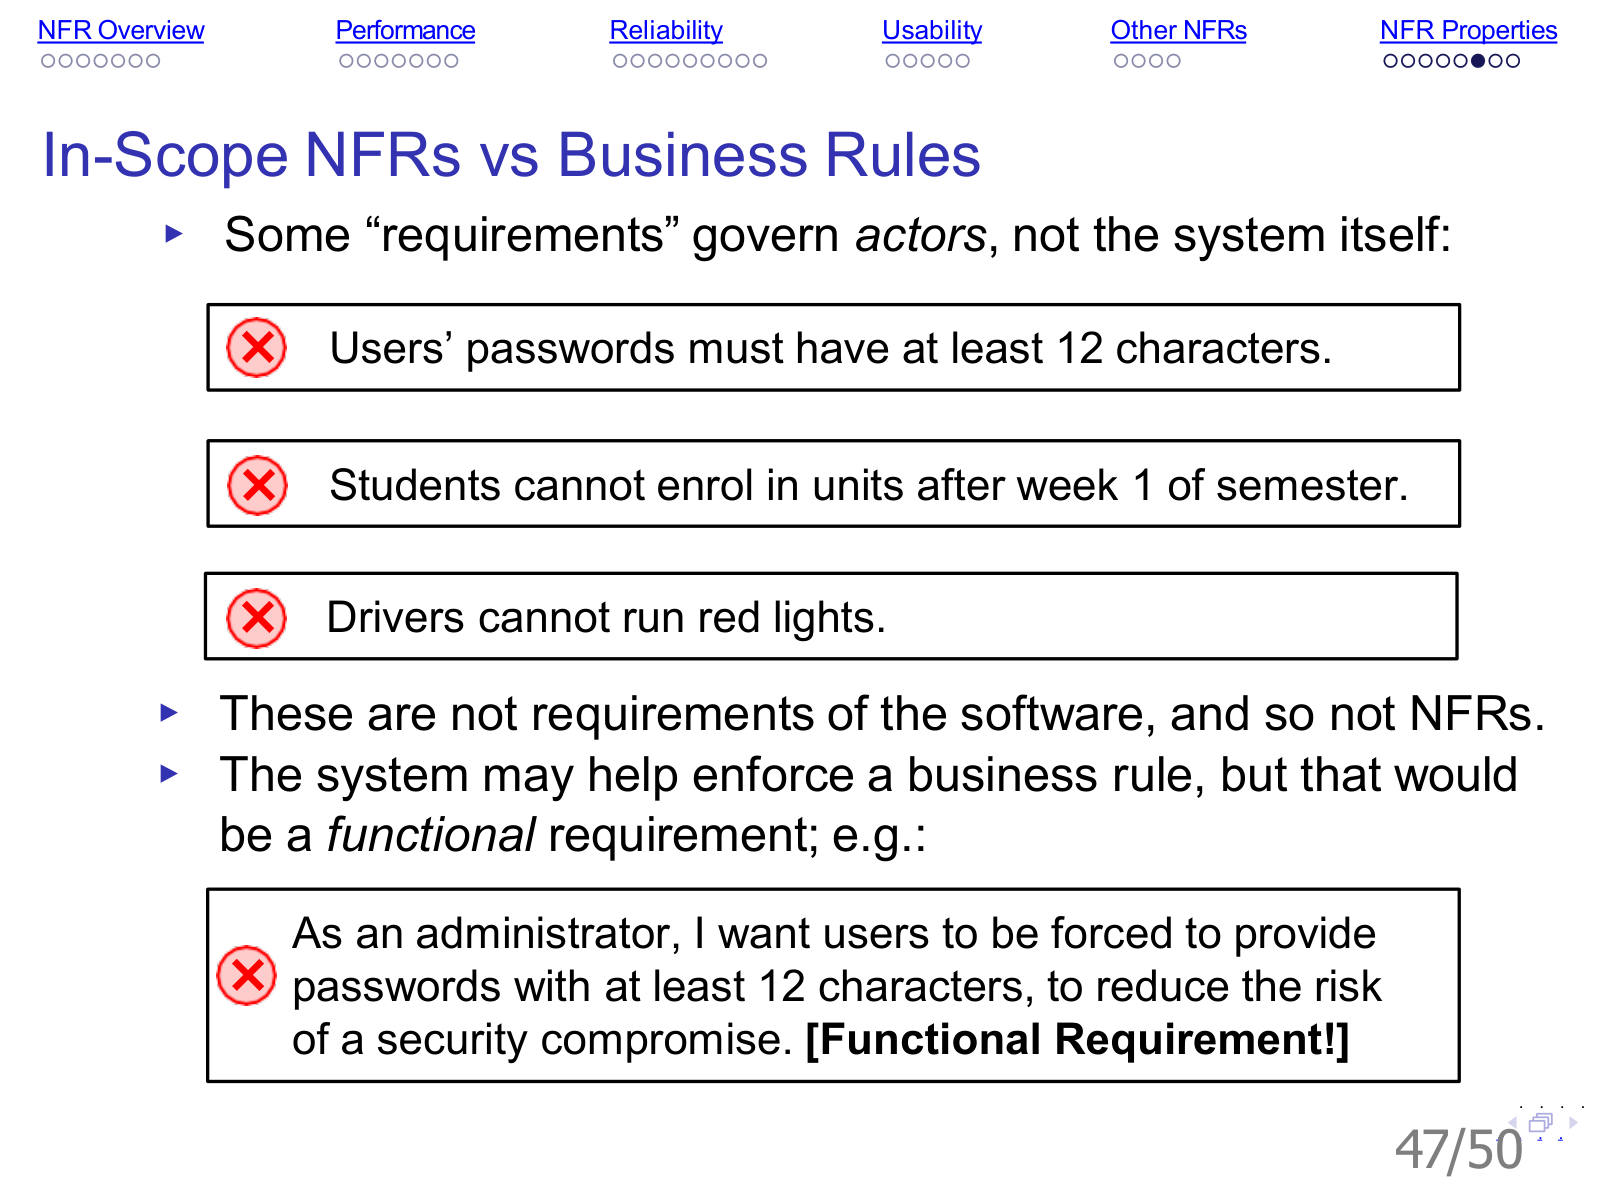 NFR Overview Performance Reliability Usability Other NFRs NFR Properties
In-Scope NFRs vs Business Rules
Some “requirements” govern actors, not the system itself:
Users’ passwords must have at least 12 characters.
Students cannot enrol in units after week 1 of semester.
Drivers cannot run red lights.
These are not requirements of the software, and so not NFRs.
The system may help enforce a business rule, but that would
be a functional requirement; e.g.:
As an administrator, I want users to be forced to provide
passwords with at least 12 characters, to reduce the risk
of a security compromise. [Functional Requirement!]
47/50